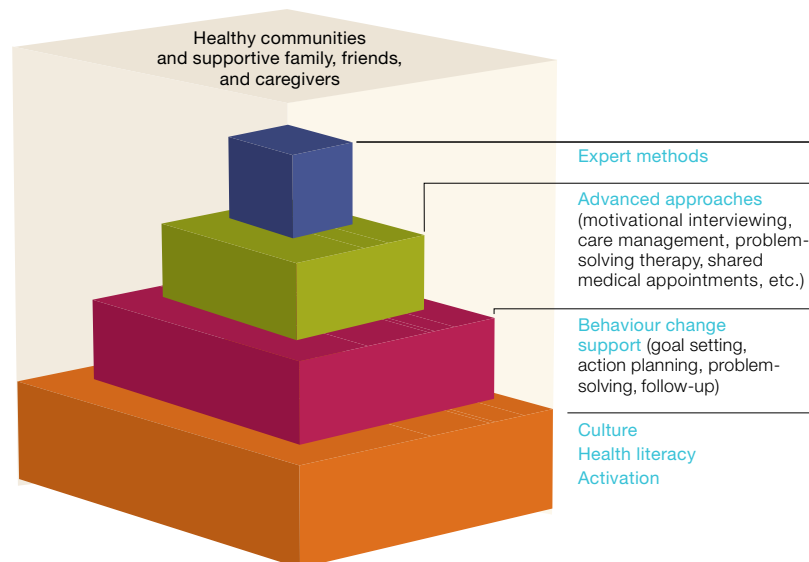 Healthy communities
and supportive family, friends,
and caregivers
Expert methods
Advanced approaches
(motivational interviewing,
care management, problem-
solving therapy, shared
medical appointments, etc.)
Behaviour change
support (goal setting,
action planning, problem-
solving, follow-up)
Culture
Health literacy
Activation